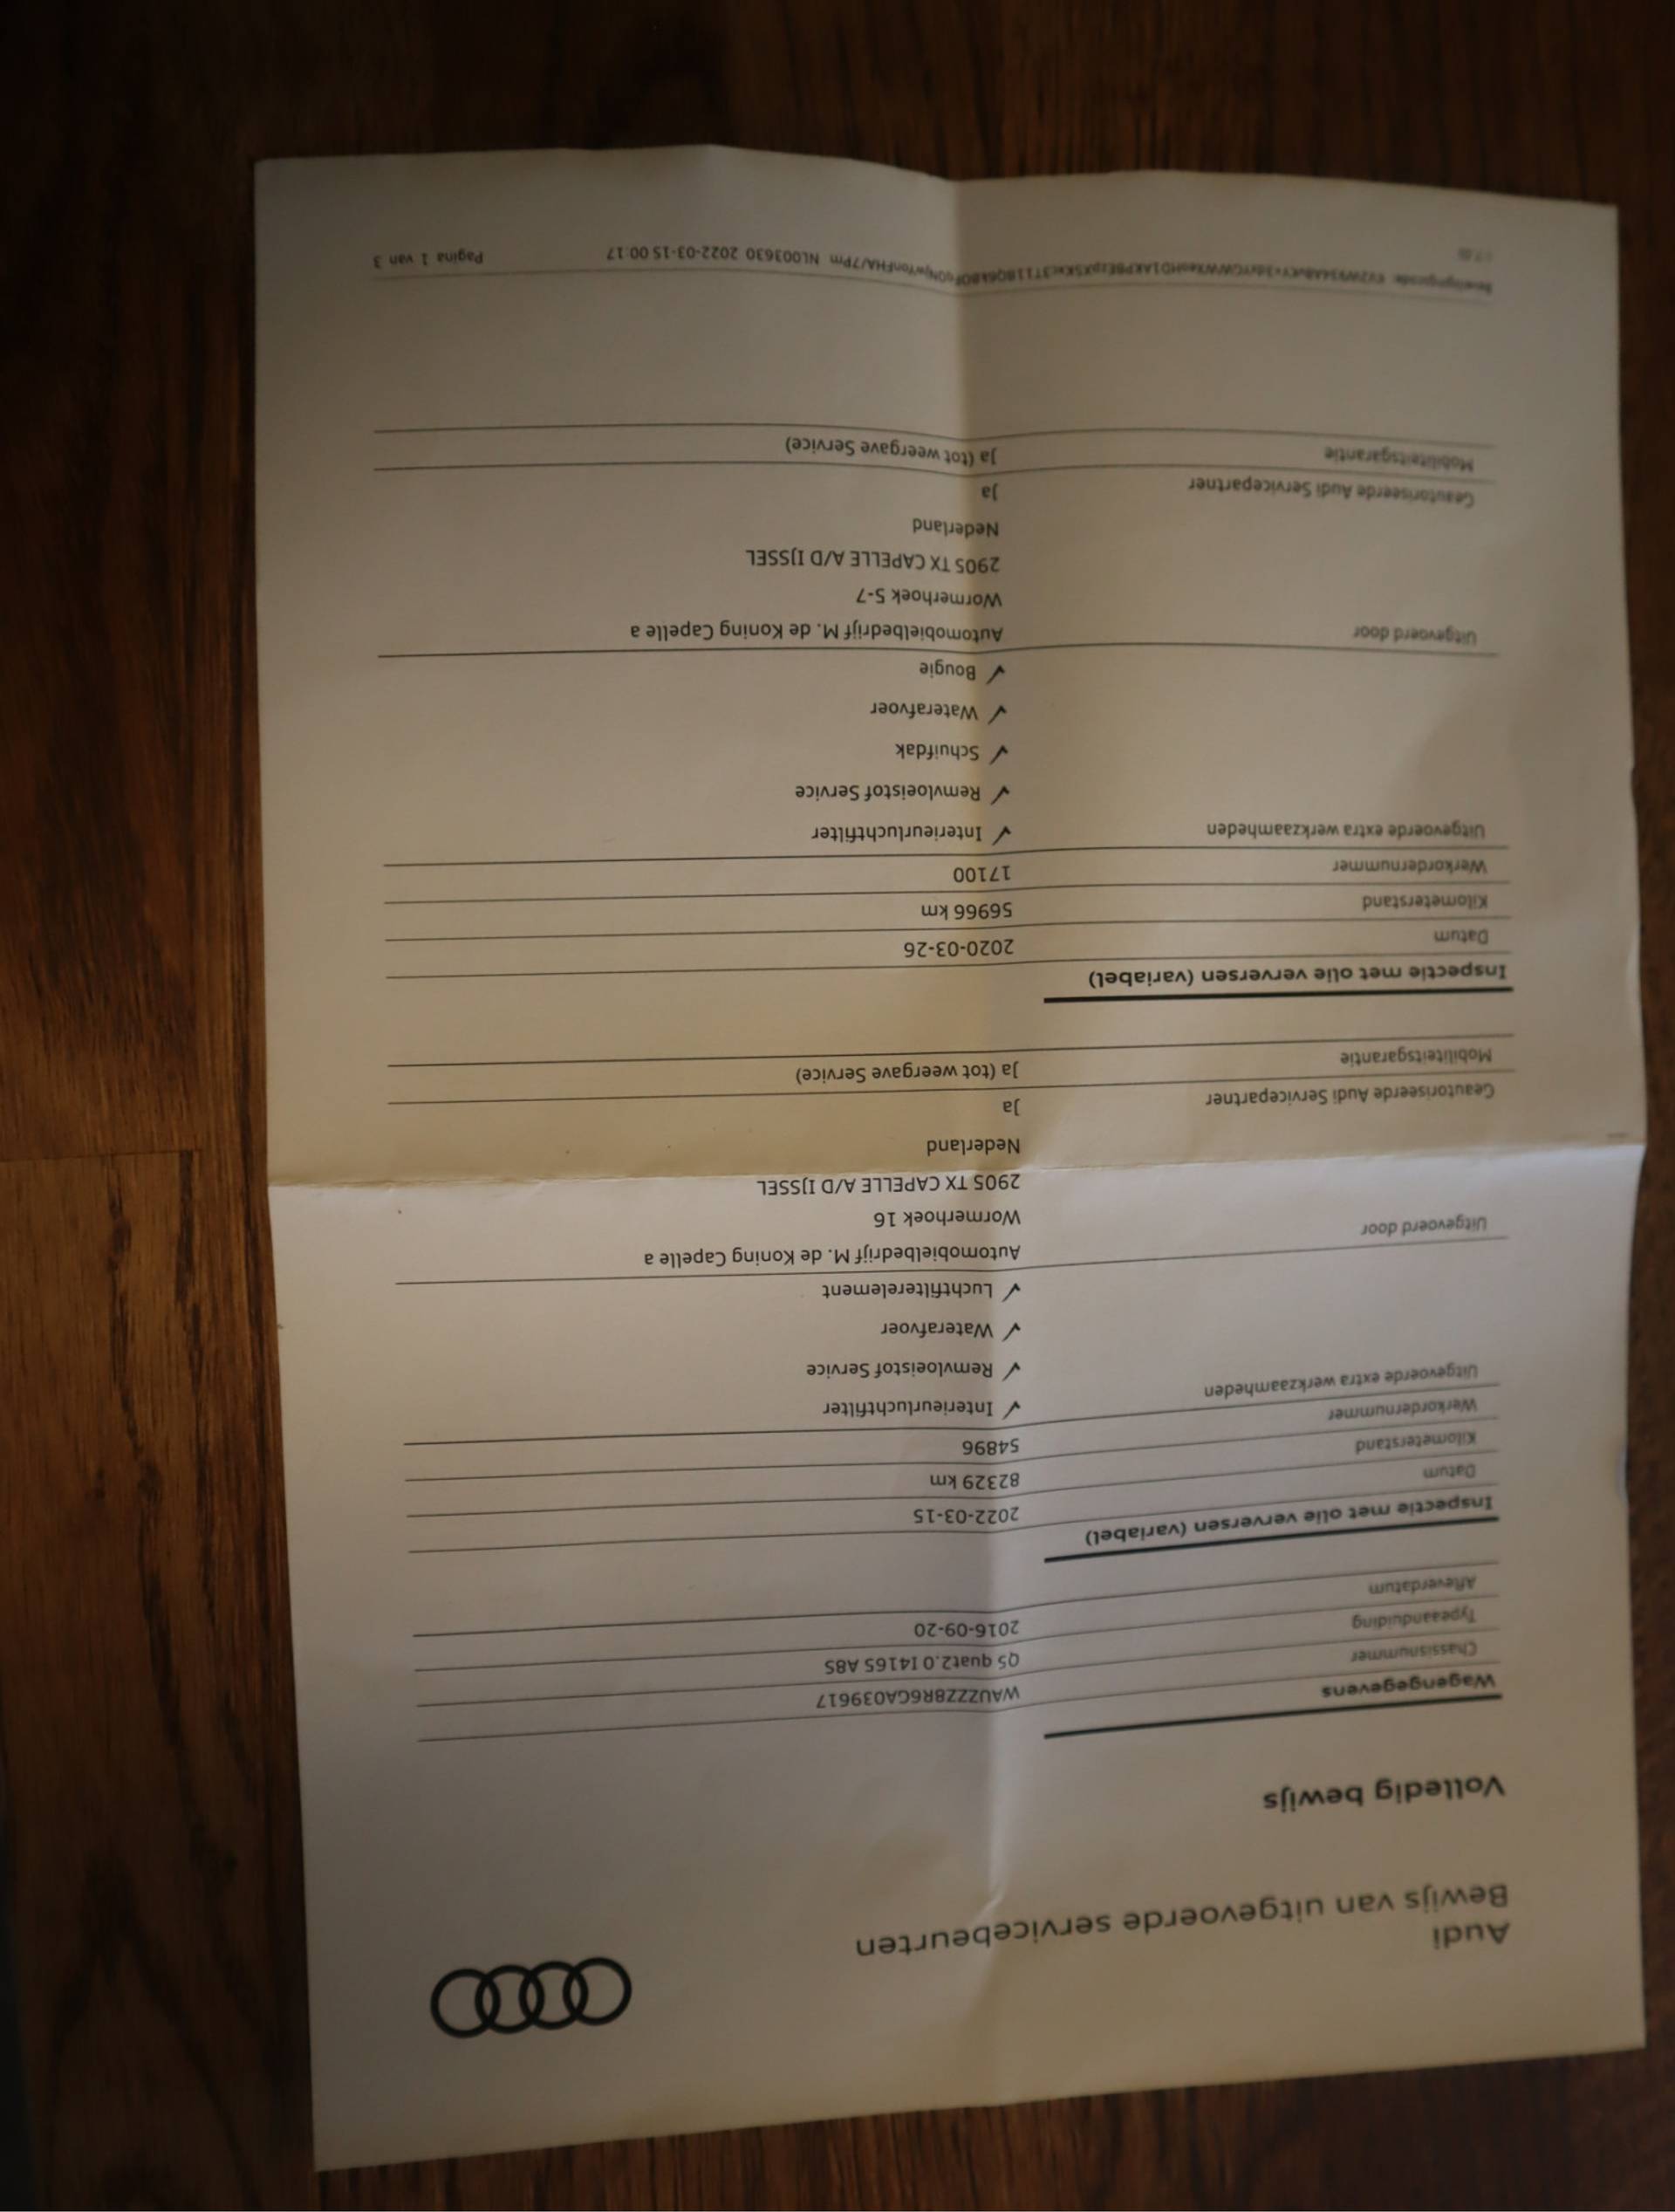 Audi
Bewijs van uitgevoerde servicebeurten
Volledig bewijs
Wagengegevens
Chassisnummer WAUZZZ8R6GA039617
Typeaanduiding Q5 quat2.0 I4165 A8S
Afleverdatum 2016-09-20
Inspectie met olie verversen (variabel)
Datum 2022-03-15
Kilometerstand 82329 km
Werkordernummer 54896
Uitgevoerde extra werkzaamheden ✓ Interieurluchtfilter
✓ Remvloeistof Service
✓ Waterafvoer
✓ Luchtfilterelement
Uitgevoerd door Automobielbedrijf M. de Koning Capelle a
Wormerhoek 16
2905 TX CAPELLE A/D IJSSEL
Nederland
Geautoriseerde Audi Servicepartner Ja
Mobiliteitsgarantie Ja (tot weergave Service)
Inspectie met olie verversen (variabel)
Datum 2020-03-26
Kilometerstand 56966 km
Werkordernummer 17100
Uitgevoerde extra werkzaamheden ✓ Interieurluchtfilter
✓ Remvloeistof Service
✓ Schuifdak
✓ Waterafvoer
✓ Bougie
Uitgevoerd door Automobielbedrijf M. de Koning Capelle a
Wormerhoek 5-7
2905 TX CAPELLE A/D IJSSEL
Nederland
Geautoriseerde Audi Servicepartner Ja
Mobiliteitsgarantie Ja (tot weergave Service)
NL003630 2022-03-15 00:17 Pagina 1 van 3